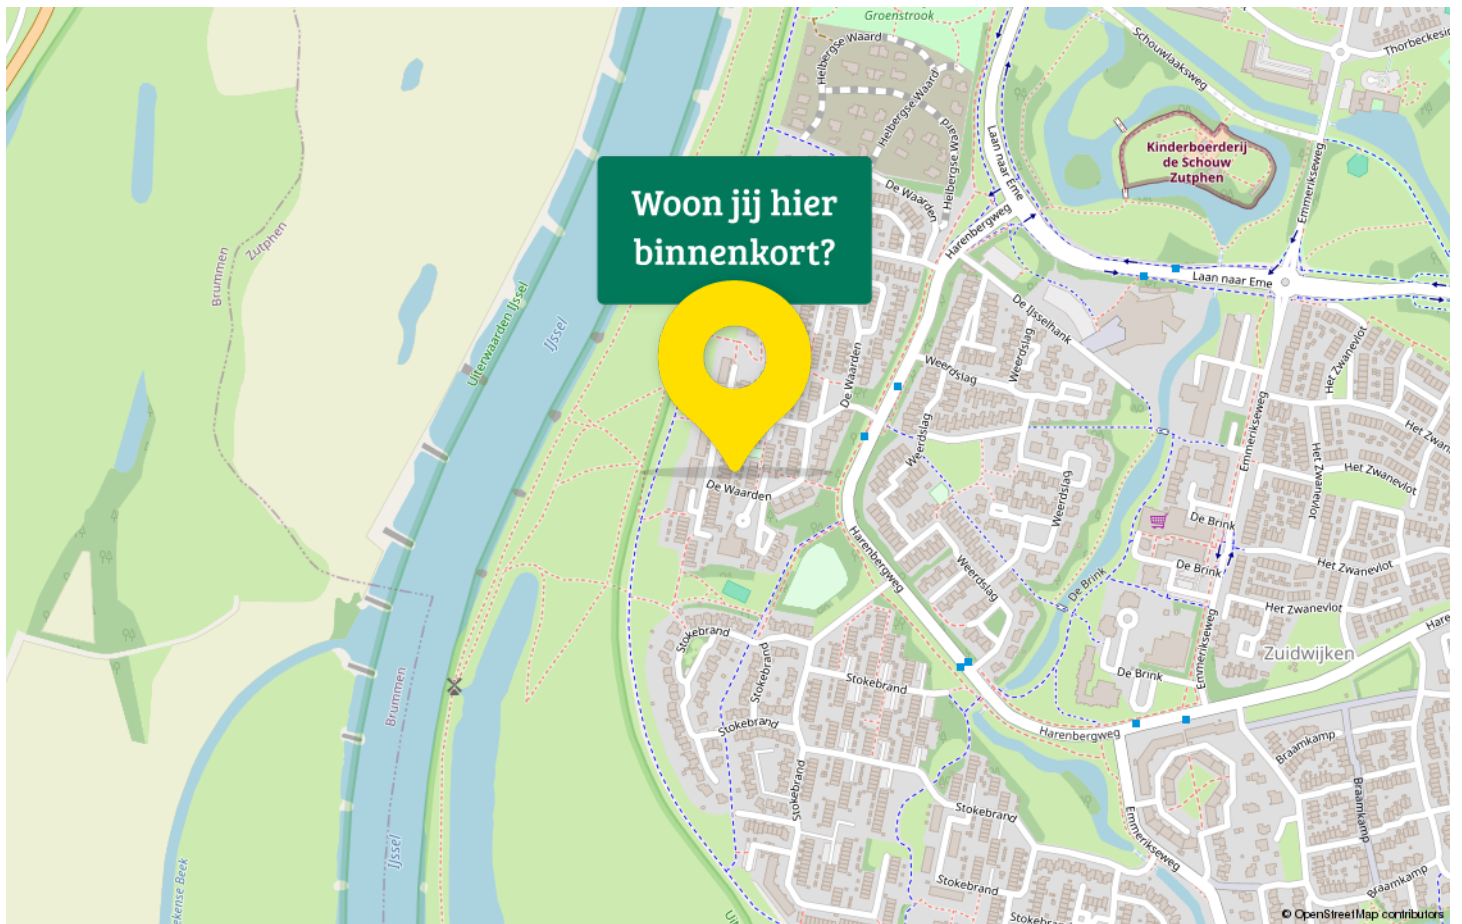 Groenstrook
Helbergse Waard
Helbergse Waard
Helbergse Waard
Helbergse Waard
Schouwlaaksweg
Laan naar Eme
Kinderboerderij
de Schouw
Zutphen
Emmerikseweg
De Waarden
Harenbergweg
Woon jij hier
binnenkort?
Brummen
Zutphen
Uiterwaarden IJssel
IJssel
Laan naar Eme
De IJsselhank
Weerdslag
Weerdslag
De Waarden
Het Zwanevlot
Emmerikseweg
Weerdslag
Het Zwanevlot
Het Zwanevlot
De Waarden
Weerdslag
De Brink
Harenbergweg
Weerdslag
De Brink
De Brink
Het Zwanevlot
Het Zwanevlot
Stokebrand
Stokebrand
Emmerikseweg
Zuidwijken
De Brink
Stokebrand
Brummen
Stokebrand
Harenbergweg
Braamkamp
Braamkamp
Stokebrand
Stokebrand
Emmerikseweg
IJssel
Stokebrand
Braamkamp
© OpenStreetMap contributors